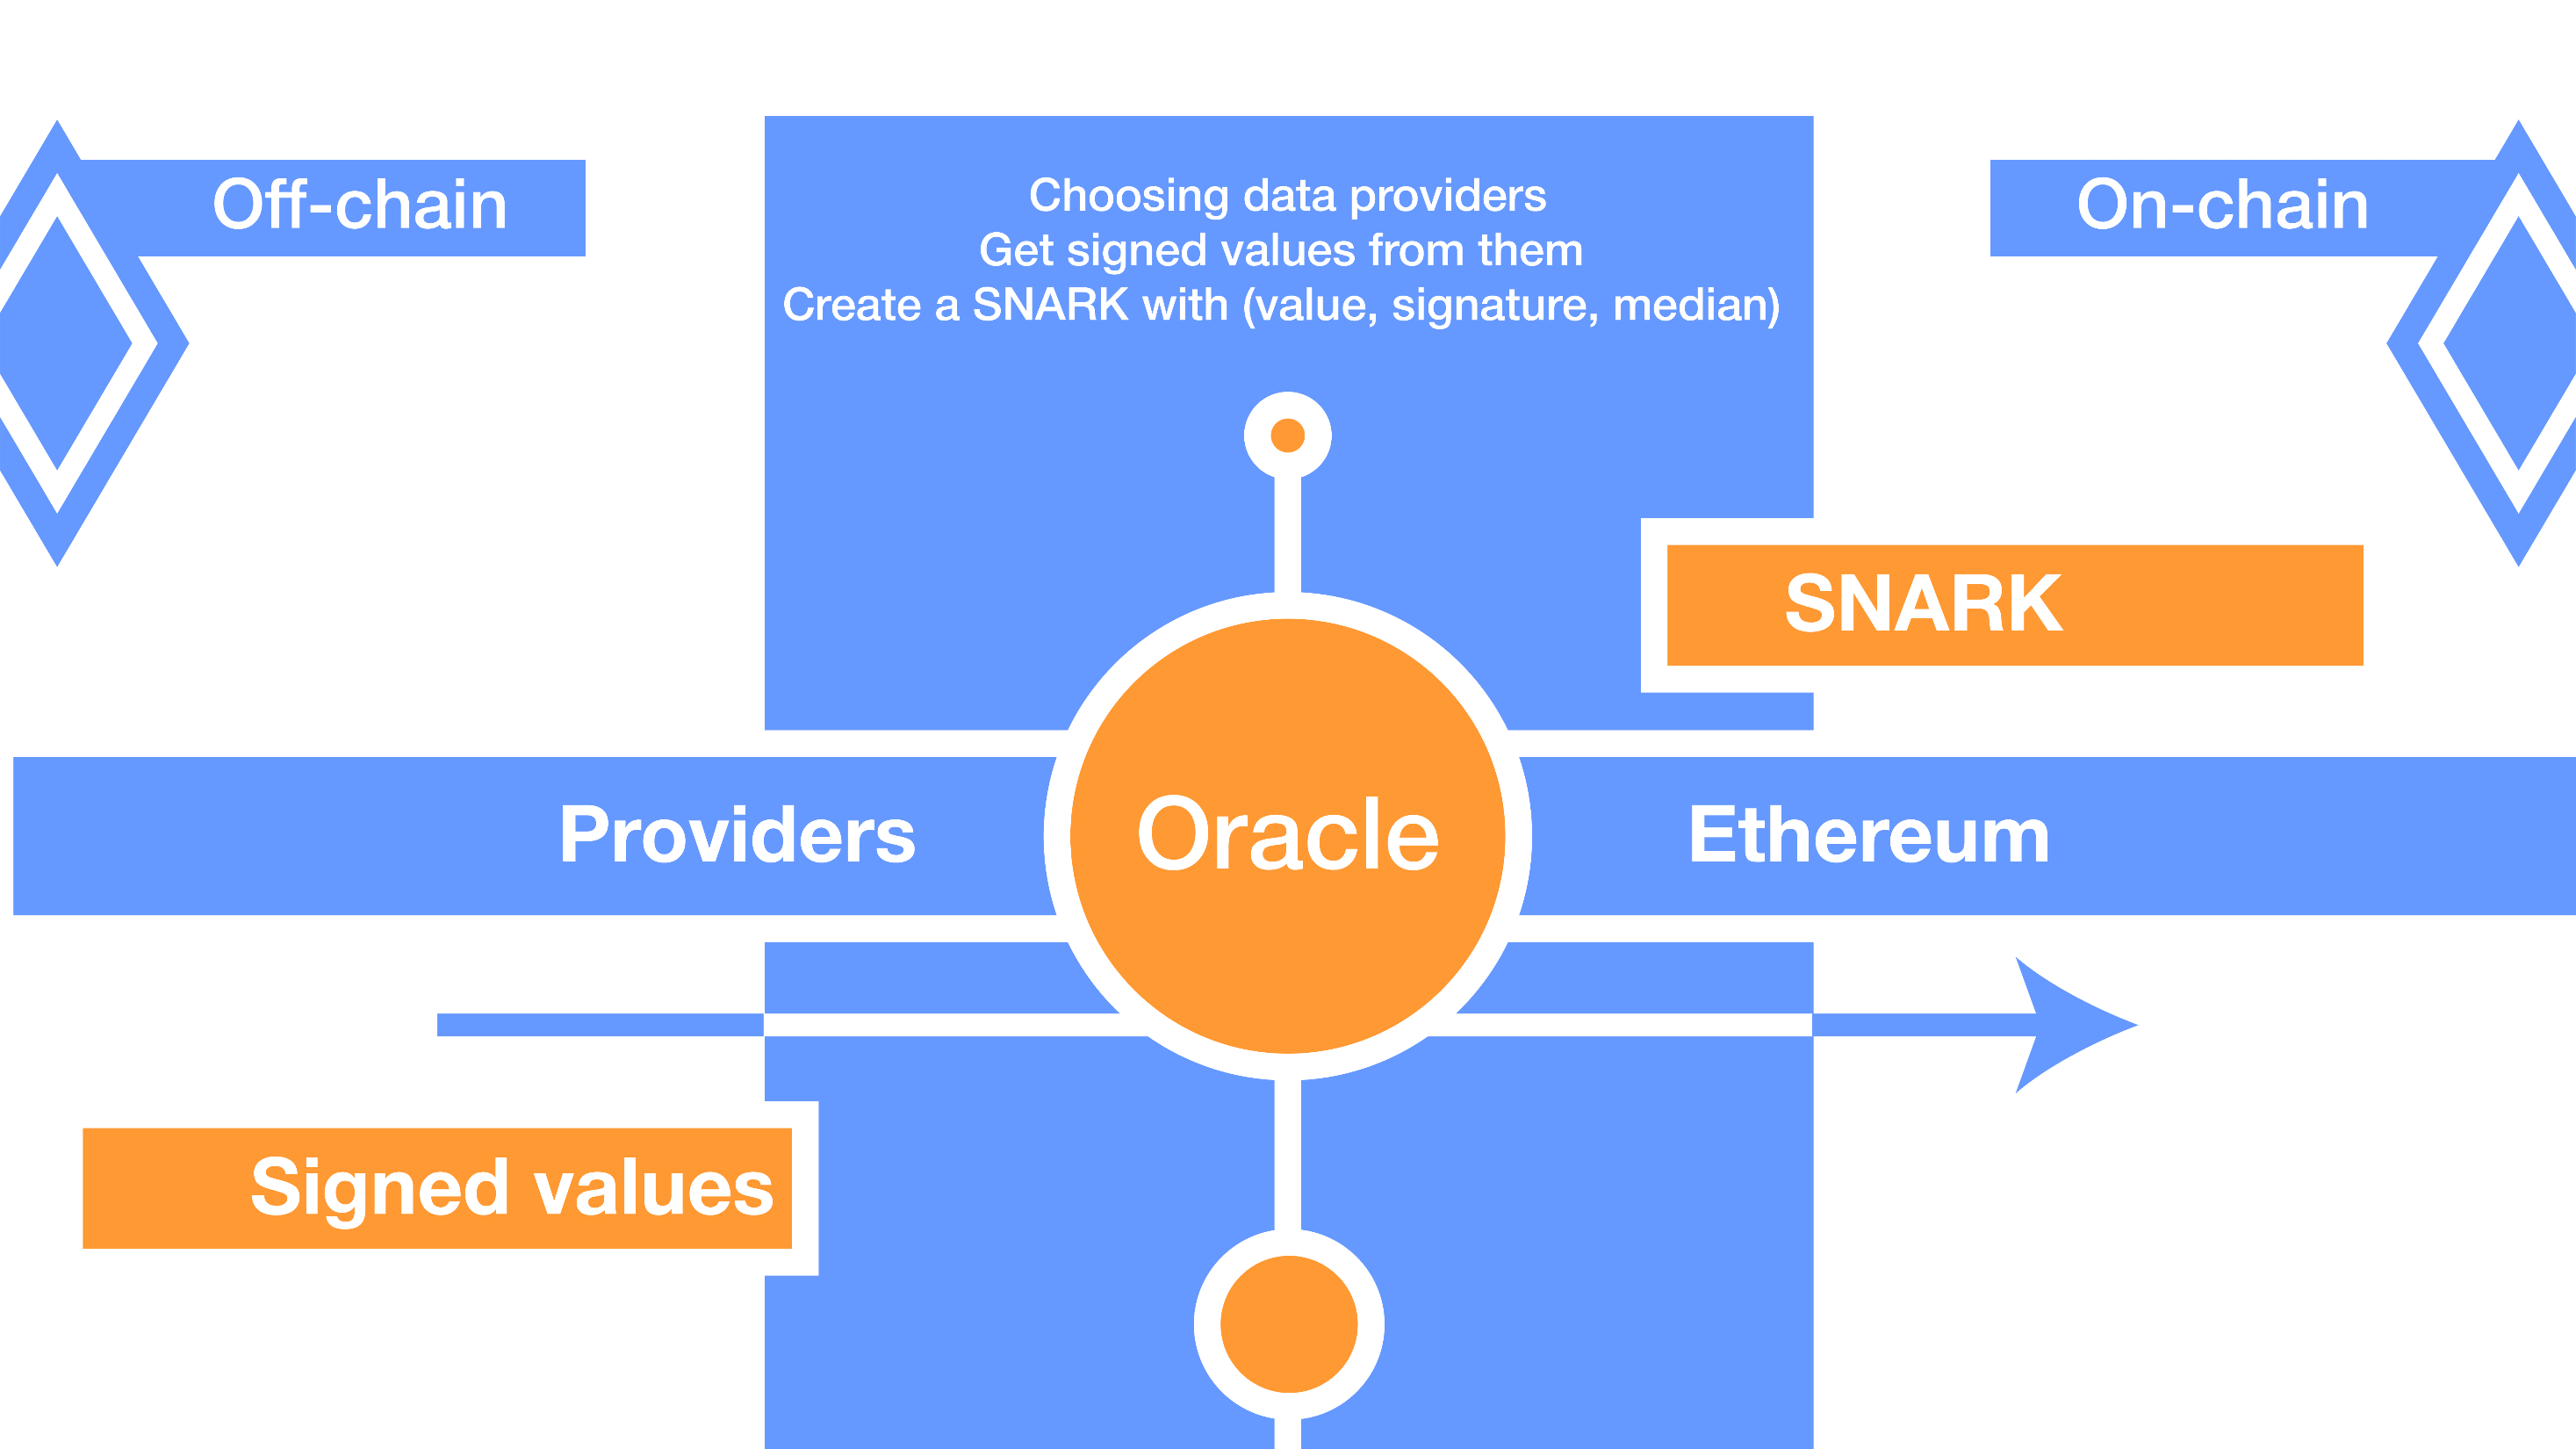 Off-chain
Choosing data providers
Get signed values from them
Create a SNARK with (value, signature, median)
On-chain
SNARK
Providers
Oracle
Ethereum
Signed values